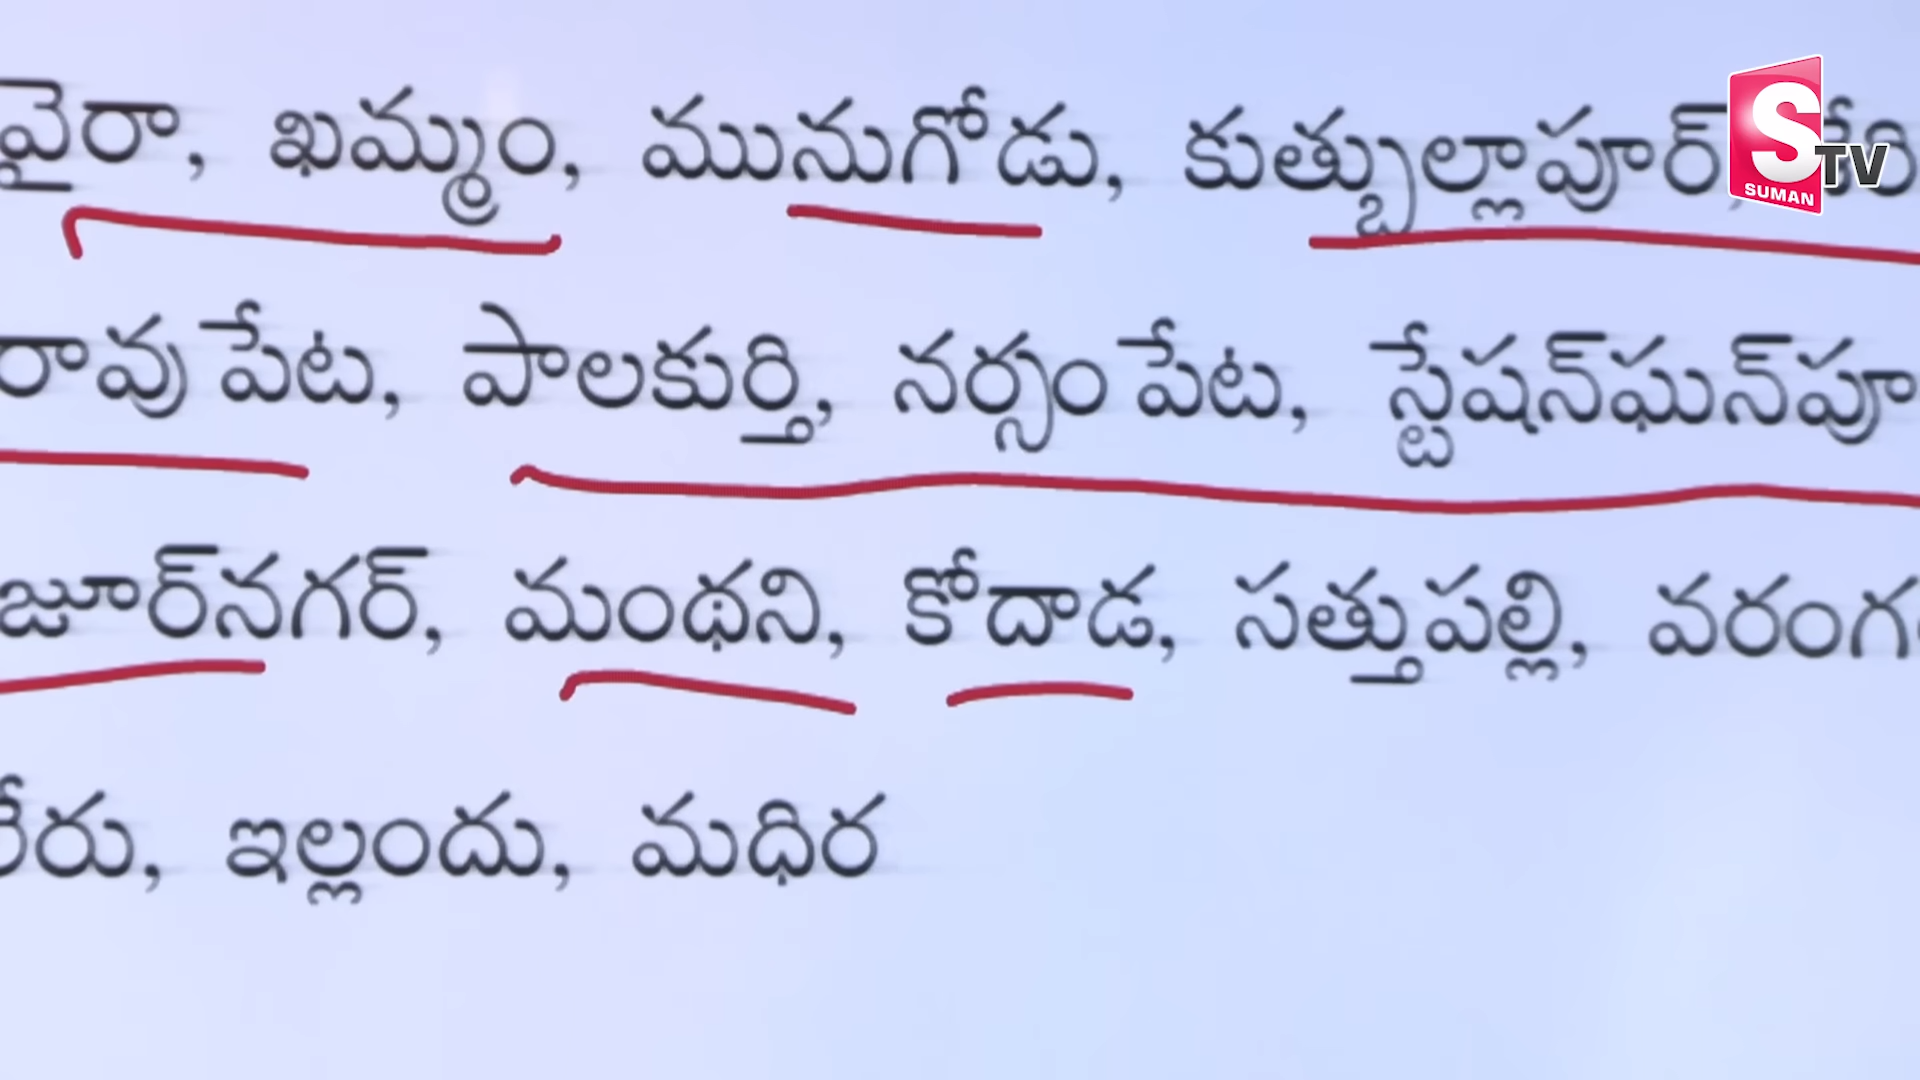 వైరా, ఖమ్మం, మునుగోడు, కుత్బుల్లాపూర్,
రావుపేట, పాలకుర్తి, నర్సంపేట, స్టేషన్‌ఘన్‌పూ
జూర్‌నగర్, మంథని, కోదాడ, సత్తుపల్లి, వరంగ
రు, ఇల్లందు, మధిర
S TV
SUMAN